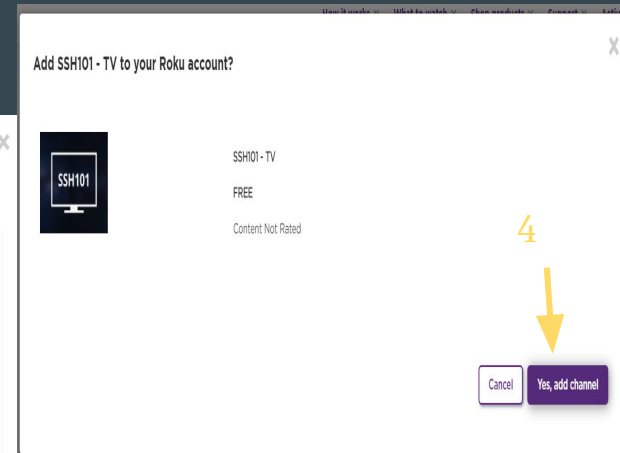 How it works What to watch Shop products Support Activ
X
Add SSH101 - TV to your Roku account?
X
SSH101
SSH101 - TV
FREE
Content Not Rated
4
Cancel
Yes, add channel